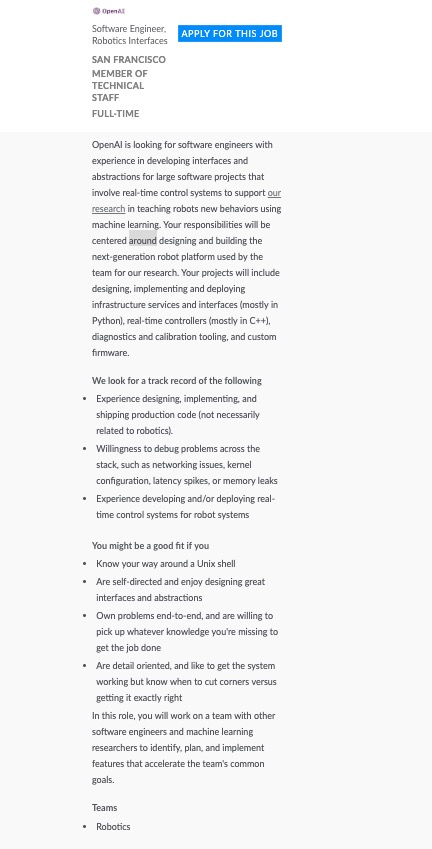 OpenAI
Software Engineer,
Robotics Interfaces
APPLY FOR THIS JOB
SAN FRANCISCO
MEMBER OF
TECHNICAL
STAFF
FULL-TIME
OpenAI is looking for software engineers with
experience in developing interfaces and
abstractions for large software projects that
involve real-time control systems to support our
research in teaching robots new behaviors using
machine learning. Your responsibilities will be
centered around designing and building the
next-generation robot platform used by the
team for our research. Your projects will include
designing, implementing and deploying
infrastructure services and interfaces (mostly in
Python), real-time controllers (mostly in C++),
diagnostics and calibration tooling, and custom
firmware.
We look for a track record of the following
• Experience designing, implementing, and
shipping production code (not necessarily
related to robotics).
• Willingness to debug problems across the
stack, such as networking issues, kernel
configuration, latency spikes, or memory leaks
• Experience developing and/or deploying real-
time control systems for robot systems
You might be a good fit if you
• Know your way around a Unix shell
• Are self-directed and enjoy designing great
interfaces and abstractions
• Own problems end-to-end, and are willing to
pick up whatever knowledge you're missing to
get the job done
• Are detail oriented, and like to get the system
working but know when to cut corners versus
getting it exactly right
In this role, you will work on a team with other
software engineers and machine learning
researchers to identify, plan, and implement
features that accelerate the team's common
goals.
Teams
• Robotics